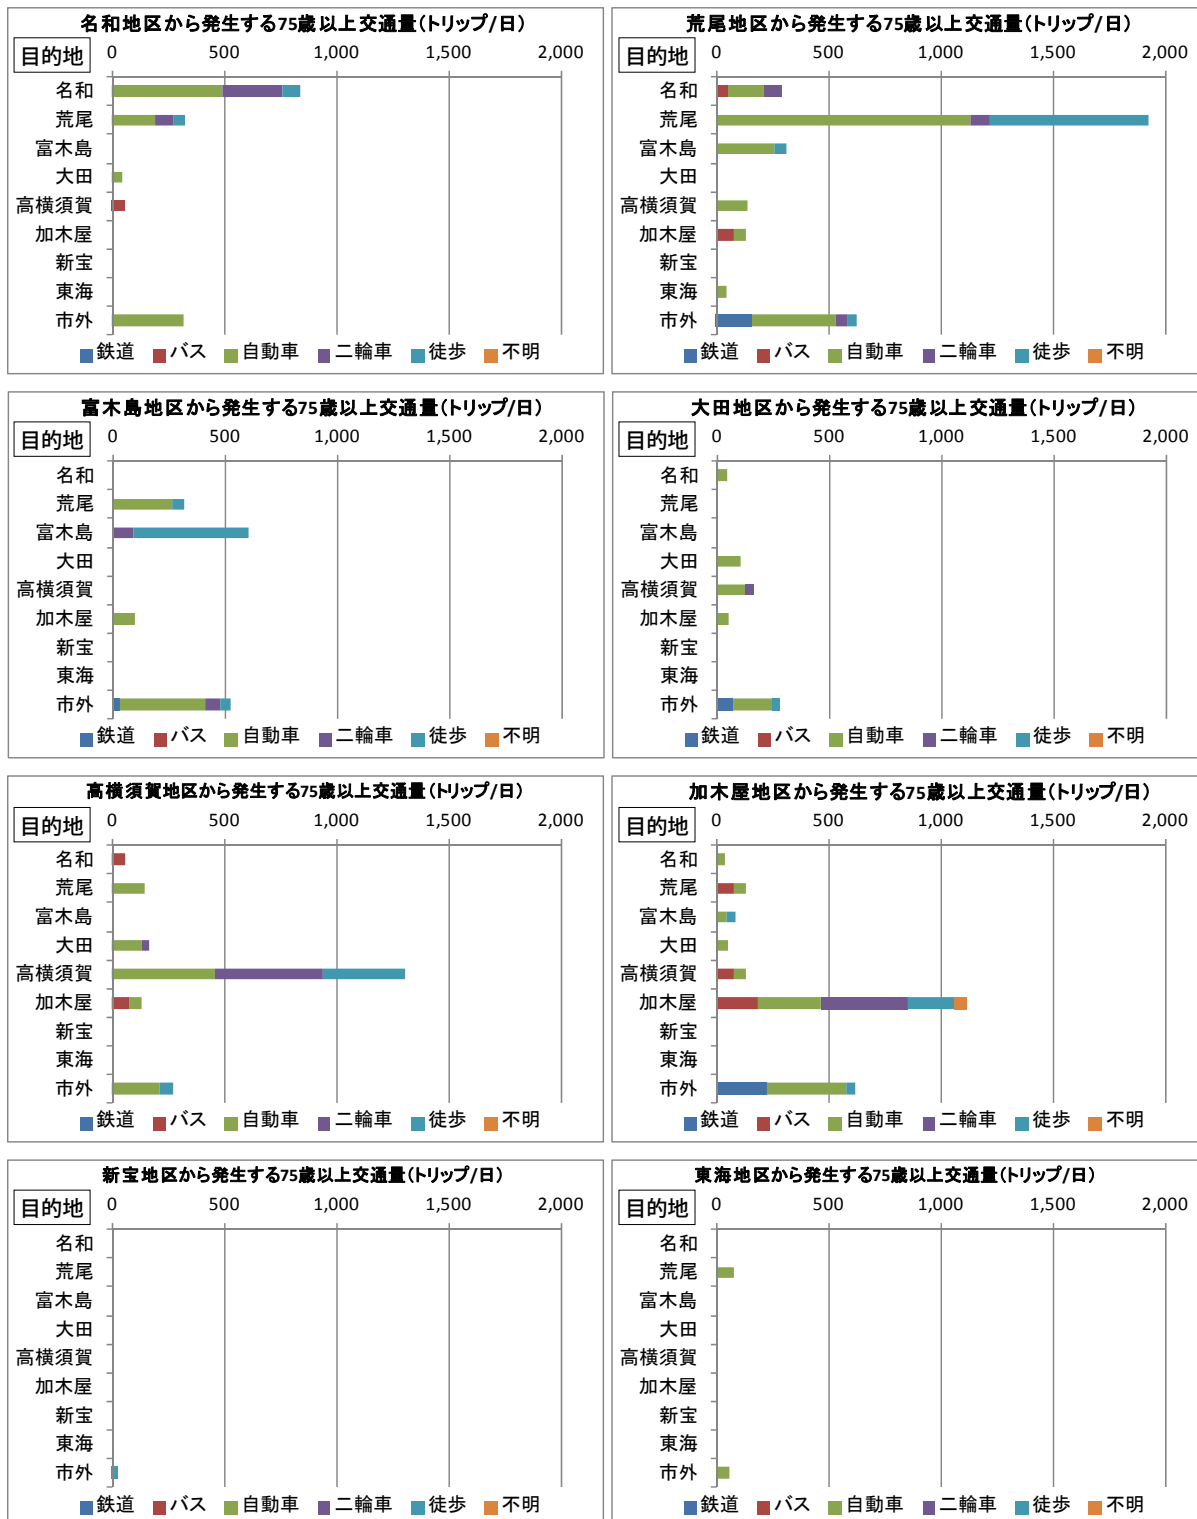 名和地区から発生する75歳以上交通量(トリップ/日)
目的地
0 500 1,000 1,500 2,000
名和
荒尾
富木島
大田
高横須賀
加木屋
新宝
東海
市外
鉄道 バス 自動車 二輪車 徒歩 不明
荒尾地区から発生する75歳以上交通量(トリップ/日)
目的地
0 500 1,000 1,500 2,000
名和
荒尾
富木島
大田
高横須賀
加木屋
新宝
東海
市外
鉄道 バス 自動車 二輪車 徒歩 不明
富木島地区から発生する75歳以上交通量(トリップ/日)
目的地
0 500 1,000 1,500 2,000
名和
荒尾
富木島
大田
高横須賀
加木屋
新宝
東海
市外
鉄道 バス 自動車 二輪車 徒歩 不明
大田地区から発生する75歳以上交通量(トリップ/日)
目的地
0 500 1,000 1,500 2,000
名和
荒尾
富木島
大田
高横須賀
加木屋
新宝
東海
市外
鉄道 バス 自動車 二輪車 徒歩 不明
高横須賀地区から発生する75歳以上交通量(トリップ/日)
目的地
0 500 1,000 1,500 2,000
名和
荒尾
富木島
大田
高横須賀
加木屋
新宝
東海
市外
鉄道 バス 自動車 二輪車 徒歩 不明
加木屋地区から発生する75歳以上交通量(トリップ/日)
目的地
0 500 1,000 1,500 2,000
名和
荒尾
富木島
大田
高横須賀
加木屋
新宝
東海
市外
鉄道 バス 自動車 二輪車 徒歩 不明
新宝地区から発生する75歳以上交通量(トリップ/日)
目的地
0 500 1,000 1,500 2,000
名和
荒尾
富木島
大田
高横須賀
加木屋
新宝
東海
市外
鉄道 バス 自動車 二輪車 徒歩 不明
東海地区から発生する75歳以上交通量(トリップ/日)
目的地
0 500 1,000 1,500 2,000
名和
荒尾
富木島
大田
高横須賀
加木屋
新宝
東海
市外
鉄道 バス 自動車 二輪車 徒歩 不明